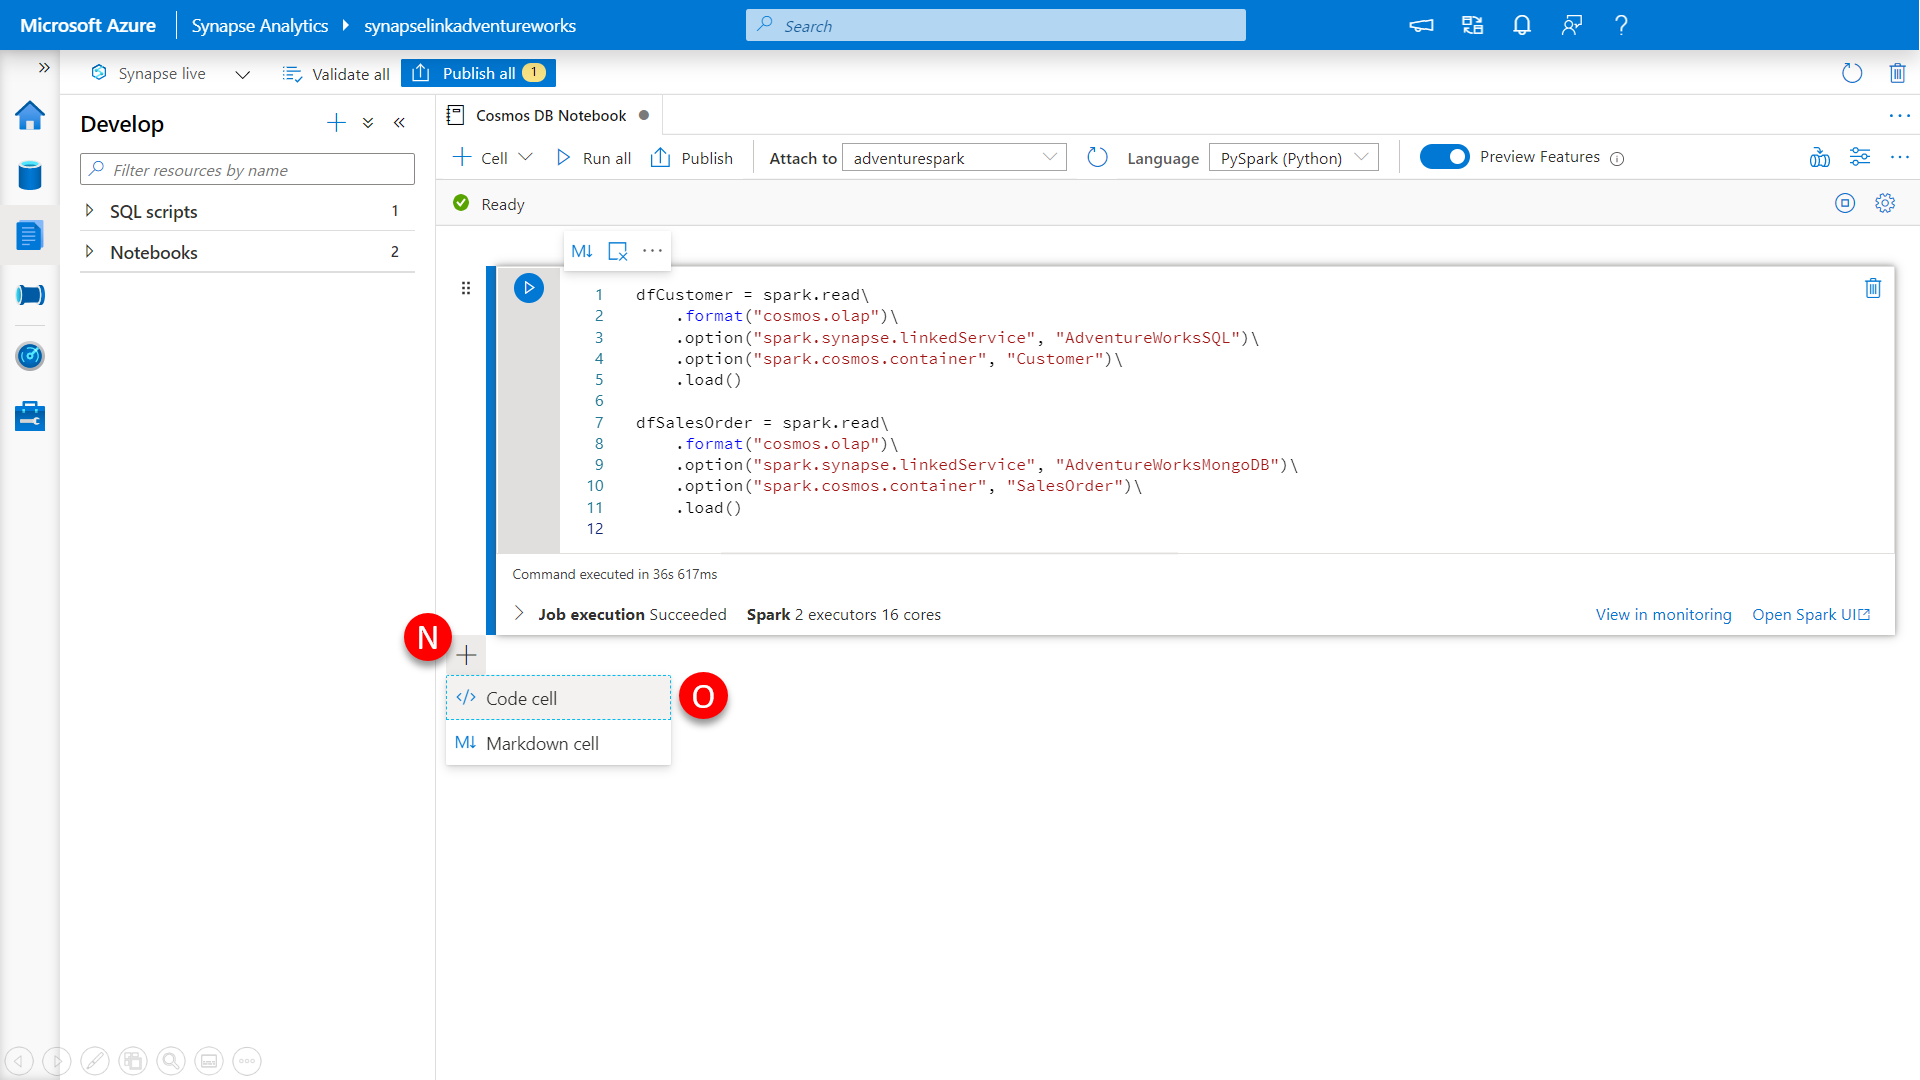 Microsoft Azure Synapse Analytics synapselinkadventureworks Search ?
Synapse live Validate all Publish all 1
Develop
Filter resources by name
SQL scripts 1
Notebooks 2
Cosmos DB Notebook
Cell Run all Publish Attach to adventurespark Language PySpark (Python) Preview Features
Ready
M↓
1 dfCustomer = spark.read\
2 .format("cosmos.olap")\
3 .option("spark.synapse.linkedService", "AdventureWorksSQL")\
4 .option("spark.cosmos.container", "Customer")\
5 .load()
6
7 dfSalesOrder = spark.read\
8 .format("cosmos.olap")\
9 .option("spark.synapse.linkedService", "AdventureWorksMongoDB")\
10 .option("spark.cosmos.container", "SalesOrder")\
11 .load()
12
Command executed in 36s 617ms
Job execution Succeeded Spark 2 executors 16 cores View in monitoring Open Spark UI
N
</> Code cell O
M↓ Markdown cell